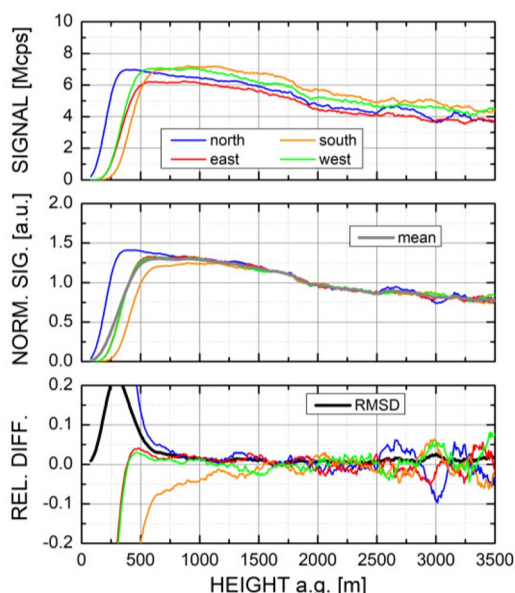 10
8
6
4
2
0
SIGNAL [Mcps]
north south
east west
2.0
1.5
1.0
0.5
0.0
NORM. SIG. [a.u.]
mean
0.2
0.1
0.0
-0.1
-0.2
REL. DIFF.
RMSD
0 500 1000 1500 2000 2500 3000 3500
HEIGHT a.g. [m]